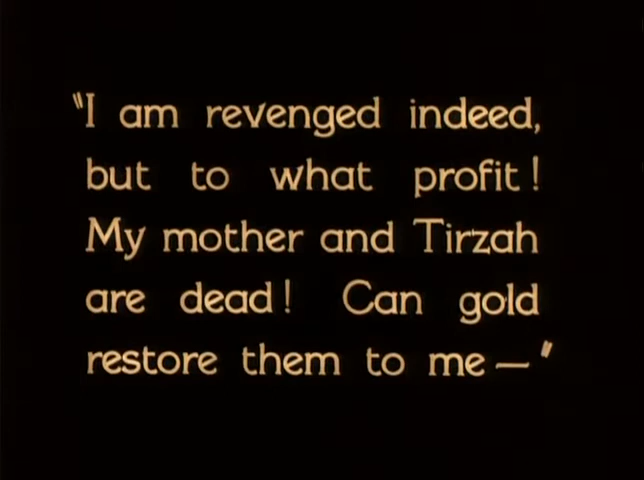 "I am revenged indeed,
but to what profit!
My mother and Tirzah
are dead! Can gold
restore them to me—"